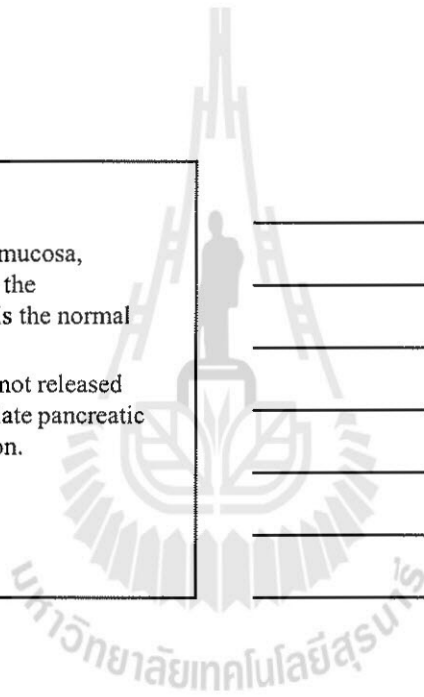 mucosa,
the
is the normal
not released
late pancreatic
on.
มหาวิทยาลัยเทคโนโลยีสุรนารี